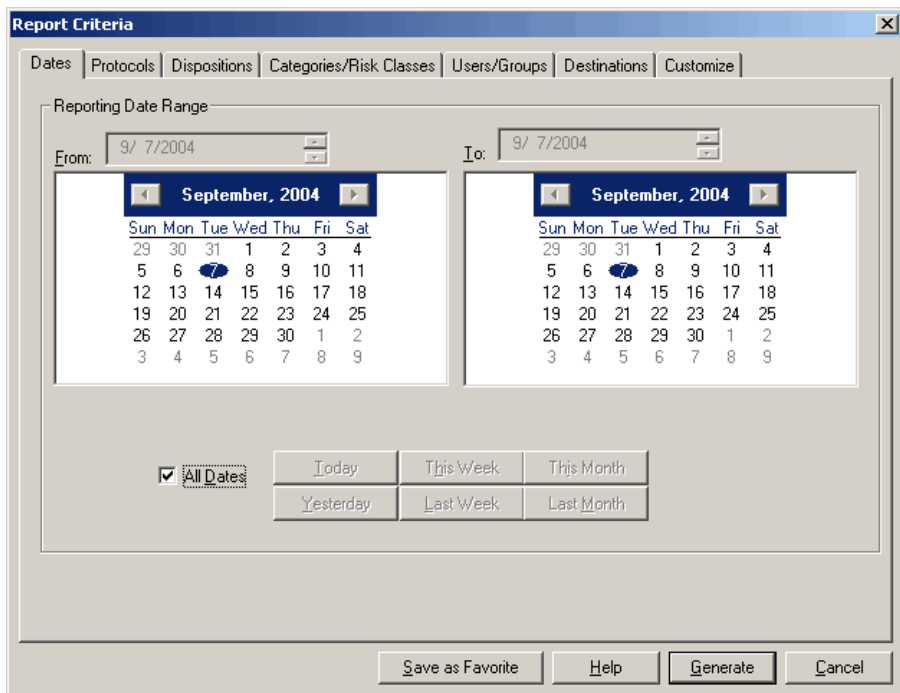 Report Criteria
Dates Protocols Dispositions Categories/Risk Classes Users/Groups Destinations Customize
Reporting Date Range
From: 9/ 7/2004
September, 2004
Sun Mon Tue Wed Thu Fri Sat
29 30 31 1 2 3 4
5 6 7 8 9 10 11
12 13 14 15 16 17 18
19 20 21 22 23 24 25
26 27 28 29 30 1 2
3 4 5 6 7 8 9
To: 9/ 7/2004
September, 2004
Sun Mon Tue Wed Thu Fri Sat
29 30 31 1 2 3 4
5 6 7 8 9 10 11
12 13 14 15 16 17 18
19 20 21 22 23 24 25
26 27 28 29 30 1 2
3 4 5 6 7 8 9
All Dates
Today This Week This Month
Yesterday Last Week Last Month
Save as Favorite Help Generate Cancel